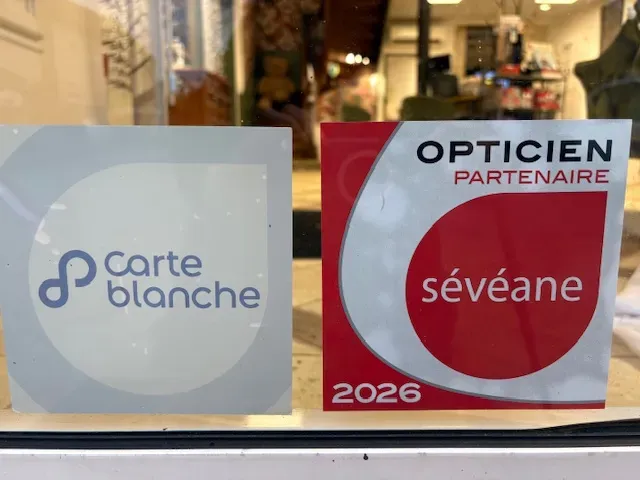 Carte
blanche
OPTICIEN
PARTENAIRE
sévéane
2026